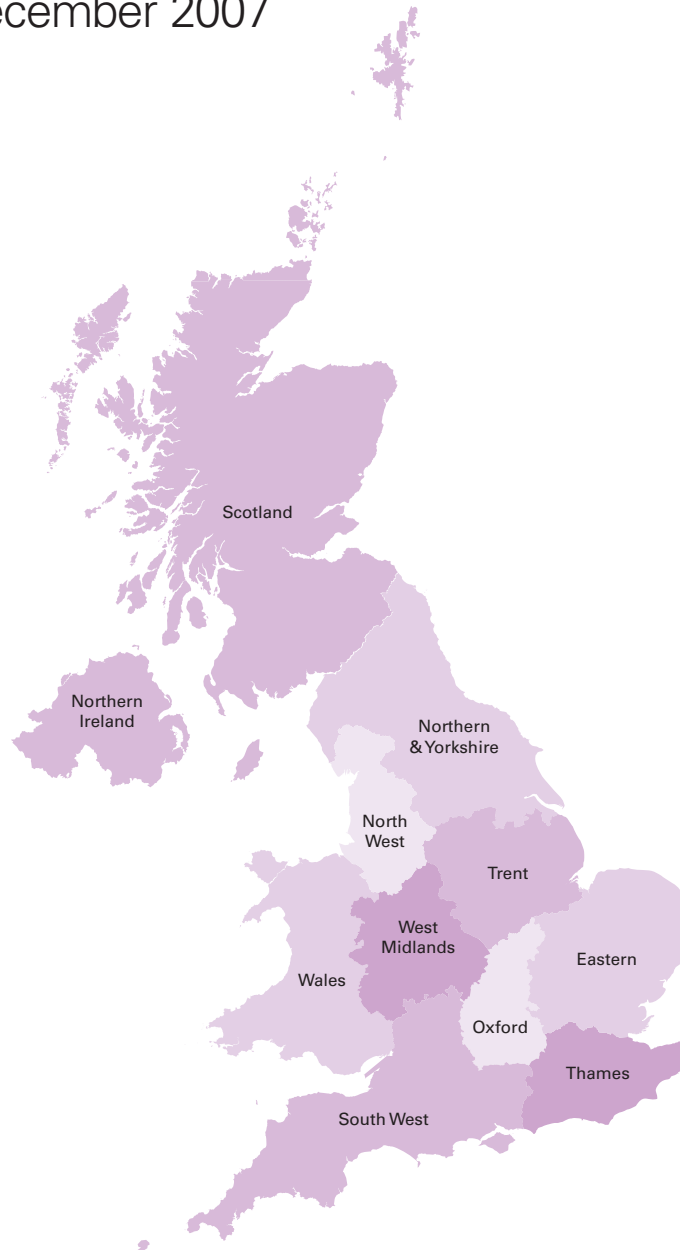 ecember 2007
Scotland
Northern
Ireland
Northern
& Yorkshire
North
West
Trent
West
Midlands
Eastern
Wales
Oxford
Thames
South West